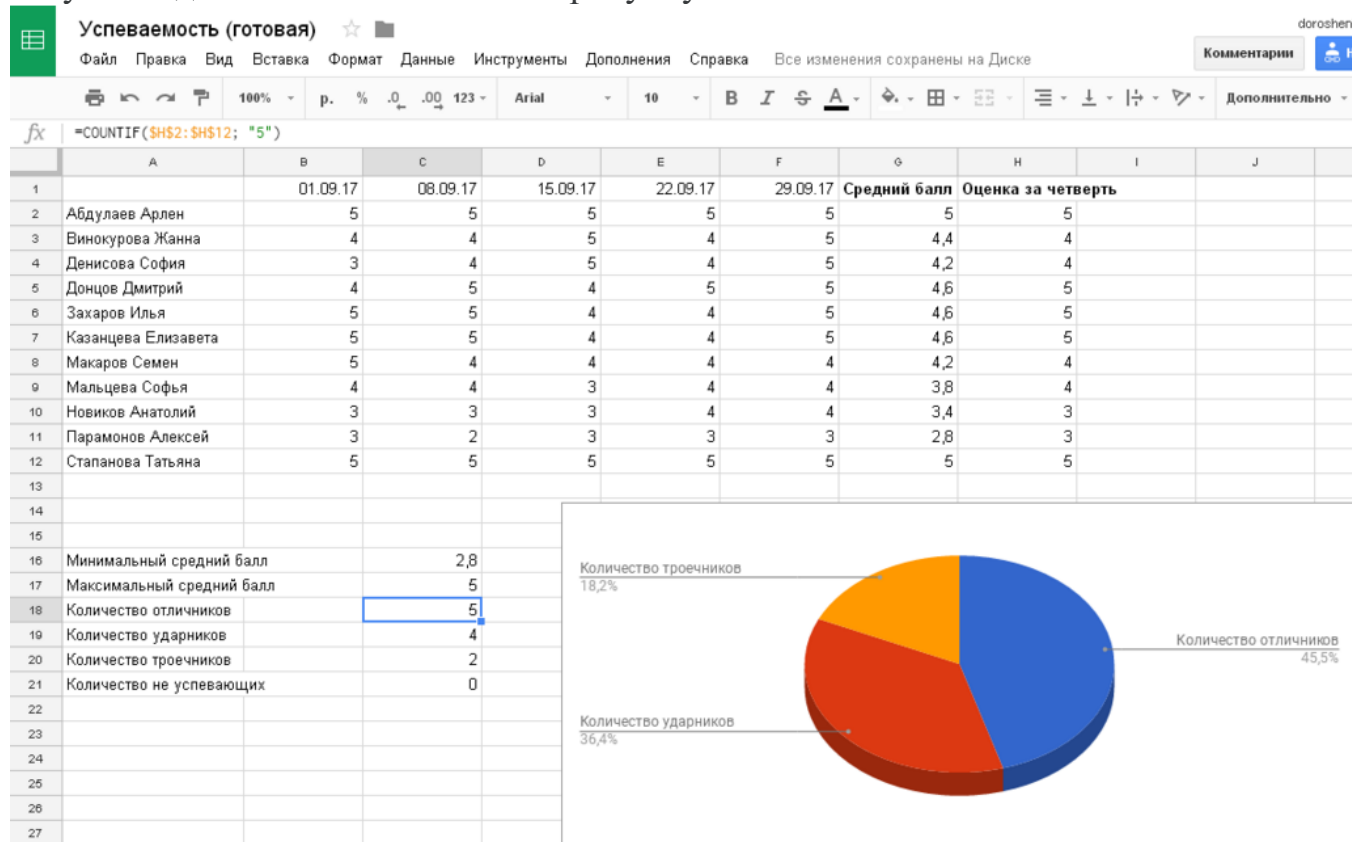 Успеваемость (готовая)
doroshen
Файл Правка Вид Вставка Формат Данные Инструменты Дополнения Справка Все изменения сохранены на Диске
Комментарии
100% р. % .0 .00 123 Arial 10 B I S A Дополнительно
fx =COUNTIF($H$2:$H$12; "5")
A B C D E F G H I J
1 01.09.17 08.09.17 15.09.17 22.09.17 29.09.17 Средний балл Оценка за четверть
2 Абдулаев Арлен 5 5 5 5 5 5 5
3 Винокурова Жанна 4 4 5 4 5 4,4 4
4 Денисова София 3 4 5 4 5 4,2 4
5 Донцов Дмитрий 4 5 4 5 5 4,6 5
6 Захаров Илья 5 5 4 4 5 4,6 5
7 Казанцева Елизавета 5 5 4 4 5 4,6 5
8 Макаров Семен 5 4 4 4 4 4,2 4
9 Мальцева Софья 4 4 3 4 4 3,8 4
10 Новиков Анатолий 3 3 3 4 4 3,4 3
11 Парамонов Алексей 3 2 3 3 3 2,8 3
12 Стапанова Татьяна 5 5 5 5 5 5 5
13
14
15
16 Минимальный средний балл 2,8
17 Максимальный средний балл 5
18 Количество отличников 5
19 Количество ударников 4
20 Количество троечников 2
21 Количество не успевающих 0
22
23
24
25
26
27
Количество троечников
18,2%
Количество отличников
45,5%
Количество ударников
36,4%